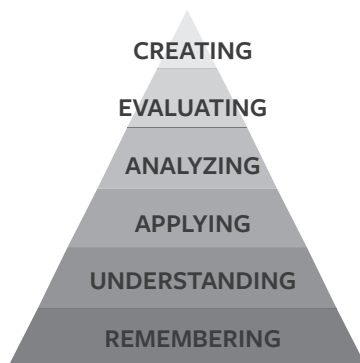 CREATING
EVALUATING
ANALYZING
APPLYING
UNDERSTANDING
REMEMBERING